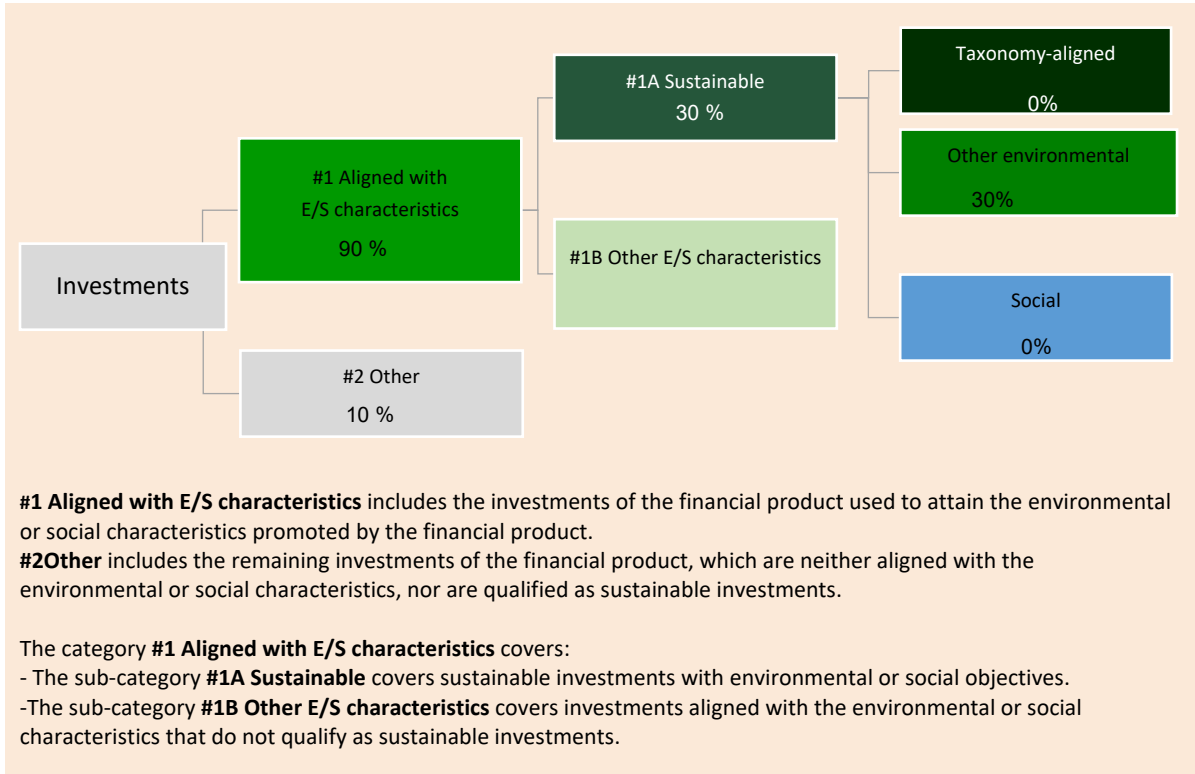 Investments
#1 Aligned with
E/S characteristics
90 %
#2 Other
10 %
#1A Sustainable
30 %
#1B Other E/S characteristics
Taxonomy-aligned
0%
Other environmental
30%
Social
0%
#1 Aligned with E/S characteristics includes the investments of the financial product used to attain the environmental
or social characteristics promoted by the financial product.
#2Other includes the remaining investments of the financial product, which are neither aligned with the
environmental or social characteristics, nor are qualified as sustainable investments.
The category #1 Aligned with E/S characteristics covers:
- The sub-category #1A Sustainable covers sustainable investments with environmental or social objectives.
-The sub-category #1B Other E/S characteristics covers investments aligned with the environmental or social
characteristics that do not qualify as sustainable investments.